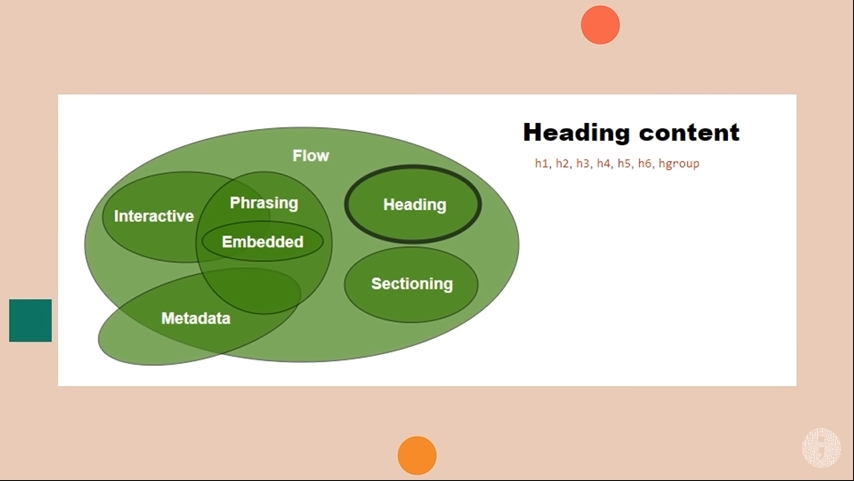 Heading content
h1, h2, h3, h4, h5, h6, hgroup
Flow
Interactive
Phrasing
Embedded
Heading
Sectioning
Metadata